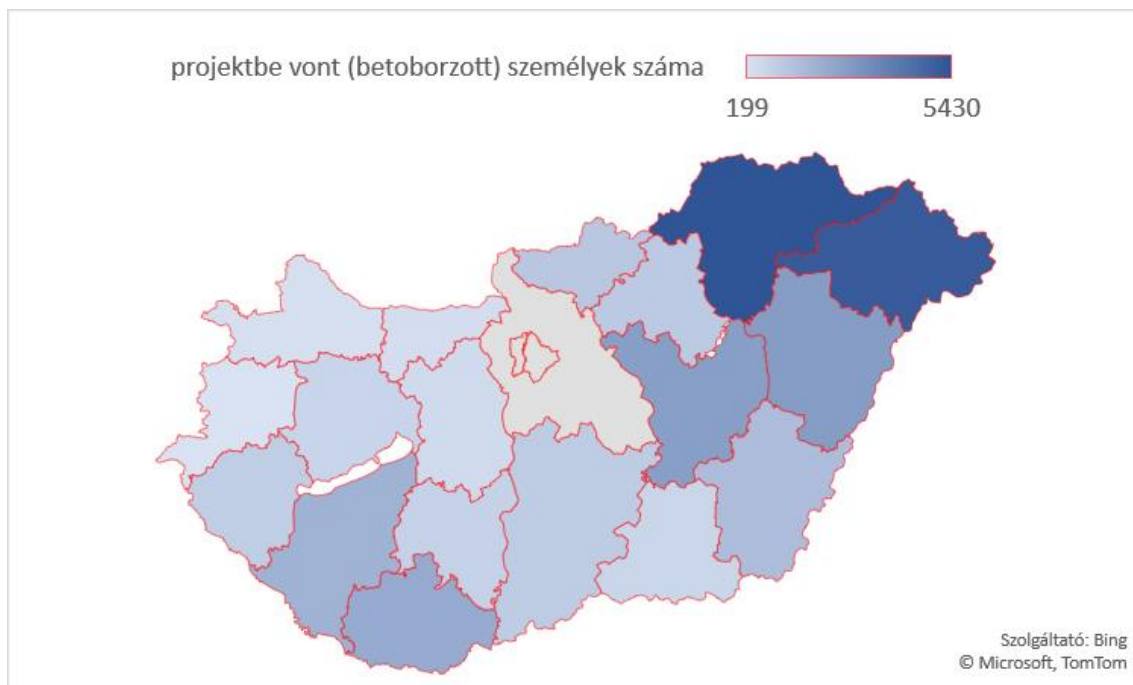 projektbe vont (betoborzott) személyek száma
199 5430
Szolgáltató: Bing
© Microsoft, TomTom